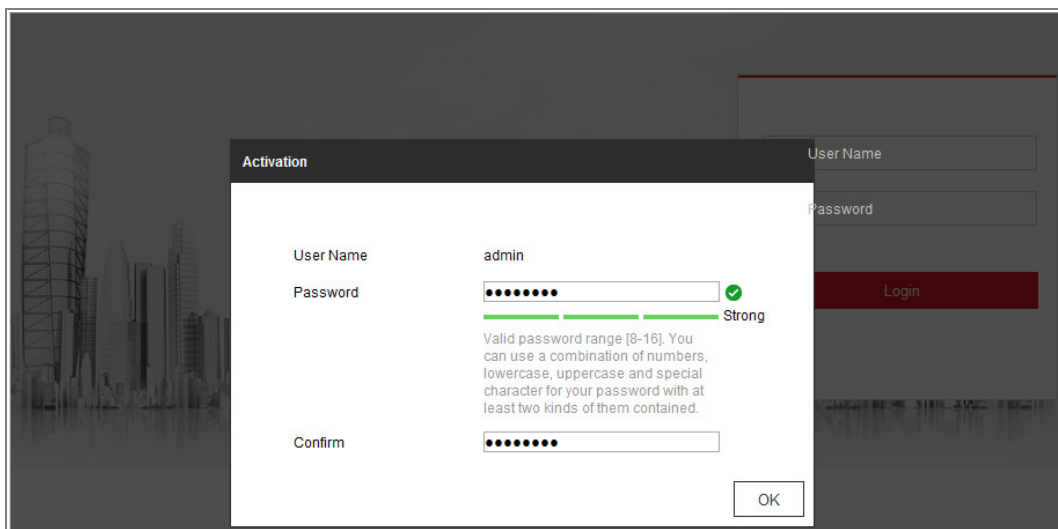 Activation
User Name
Password
Login
User Name admin
Password ●●●●●●●●
Strong
Valid password range [8-16]. You
can use a combination of numbers,
lowercase, uppercase and special
character for your password with at
least two kinds of them contained.
Confirm ●●●●●●●●
OK